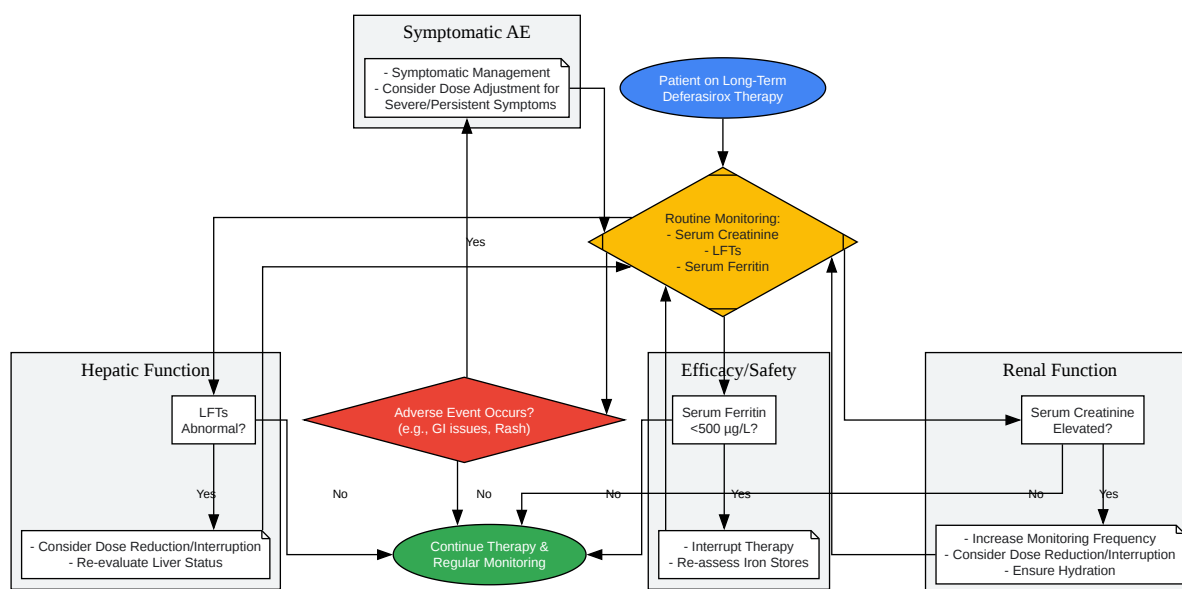 Symptomatic AE
- Symptomatic Management
- Consider Dose Adjustment for
Severe/Persistent Symptoms
Patient on Long-Term
Deferasirox Therapy
Routine Monitoring:
- Serum Creatinine
- LFTs
- Serum Ferritin
Yes
Hepatic Function
LFTs
Abnormal?
Adverse Event Occurs?
(e.g., GI issues, Rash)
Efficacy/Safety
Serum Ferritin
<500 µg/L?
Renal Function
Serum Creatinine
Elevated?
Yes
No
No
No
Yes
No
Yes
- Consider Dose Reduction/Interruption
- Re-evaluate Liver Status
Continue Therapy &
Regular Monitoring
- Interrupt Therapy
- Re-assess Iron Stores
- Increase Monitoring Frequency
- Consider Dose Reduction/Interruption
- Ensure Hydration